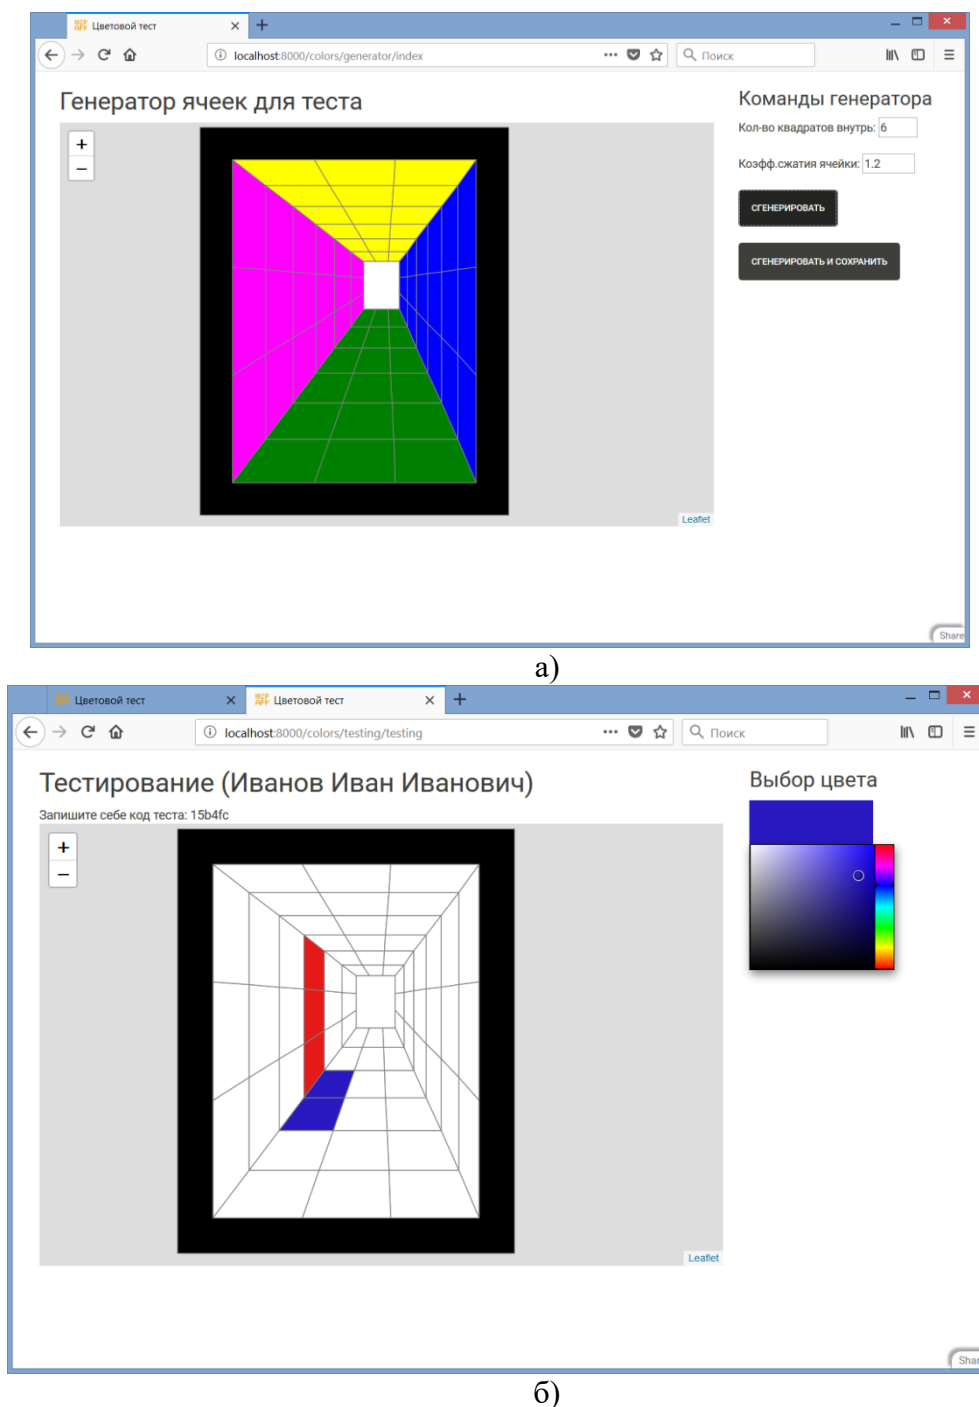 Цветовой тест
localhost:8000/colors/generator/index
Поиск
Генератор ячеек для теста
Команды генератора
+
−
Кол-во квадратов внутрь: 6
Коэфф.сжатия ячейки: 1.2
СГЕНЕРИРОВАТЬ
СГЕНЕРИРОВАТЬ И СОХРАНИТЬ
Leaflet
Share
а)
Цветовой тест
Цветовой тест
localhost:8000/colors/testing/testing
Поиск
Тестирование (Иванов Иван Иванович)
Выбор цвета
Запишите себе код теста: 15b4fc
+
−
Leaflet
Shar
б)